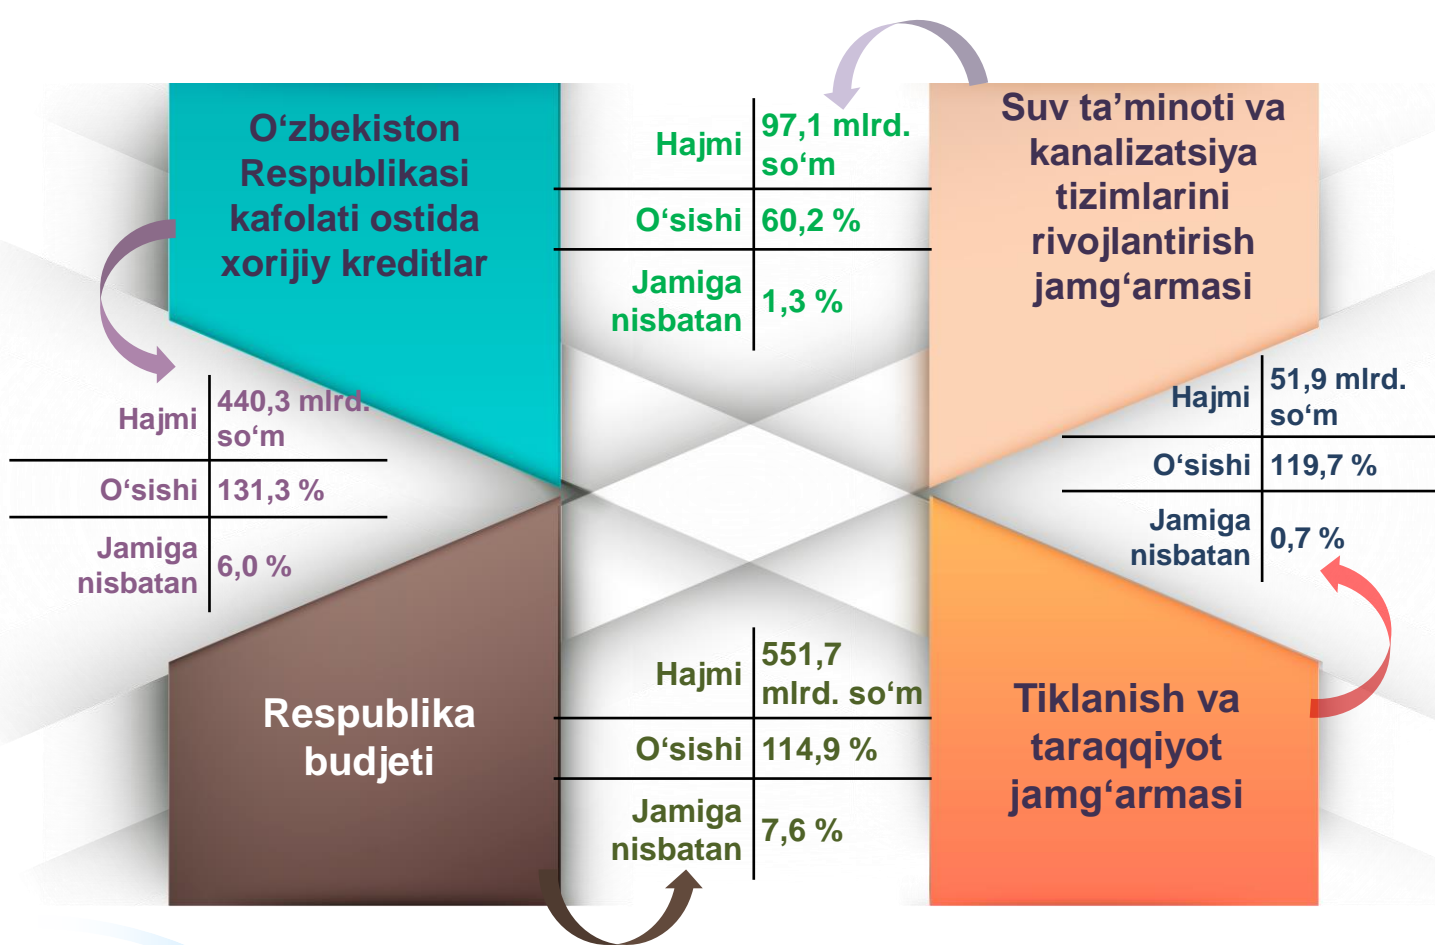 O‘zbekiston
Respublikasi
kafolati ostida
xorijiy kreditlar
Hajmi
97,1 mlrd.
so‘m
O‘sishi
60,2 %
Jamiga
nisbatan
1,3 %
Suv ta’minoti va
kanalizatsiya
tizimlarini
rivojlantirish
jamg‘armasi
Hajmi
440,3 mlrd.
so‘m
O‘sishi
131,3 %
Jamiga
nisbatan
6,0 %
Hajmi
51,9 mlrd.
so‘m
O‘sishi
119,7 %
Jamiga
nisbatan
0,7 %
Respublika
budjeti
Hajmi
551,7
mlrd. so‘m
O‘sishi
114,9 %
Jamiga
nisbatan
7,6 %
Tiklanish va
taraqqiyot
jamg‘armasi